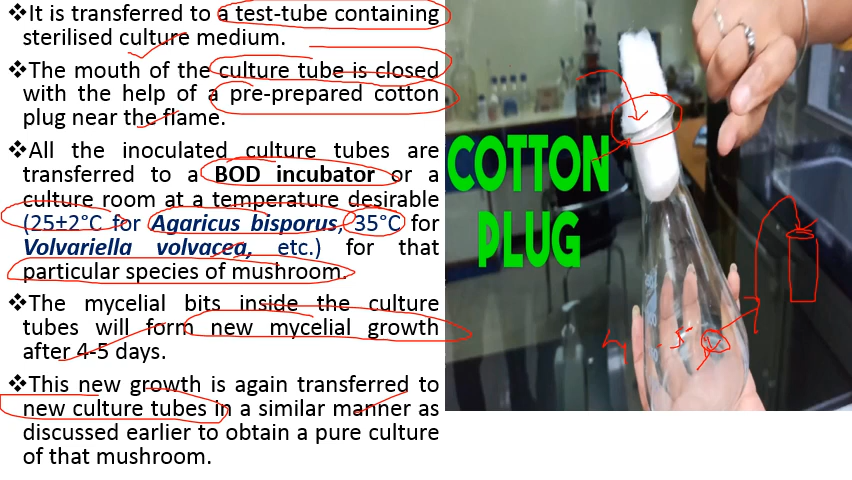 ❖It is transferred to a test-tube containing
sterilised culture medium.
❖The mouth of the culture tube is closed
with the help of a pre-prepared cotton
plug near the flame.
❖All the inoculated culture tubes are
transferred to a BOD incubator or a
culture room at a temperature desirable
(25±2°C for Agaricus bisporus, 35°C for
Volvariella volvacea, etc.) for that
particular species of mushroom.
❖The mycelial bits inside the culture
tubes will form new mycelial growth
after 4-5 days.
❖This new growth is again transferred to
new culture tubes in a similar manner as
discussed earlier to obtain a pure culture
of that mushroom.
COTTON
PLUG
4 - 5